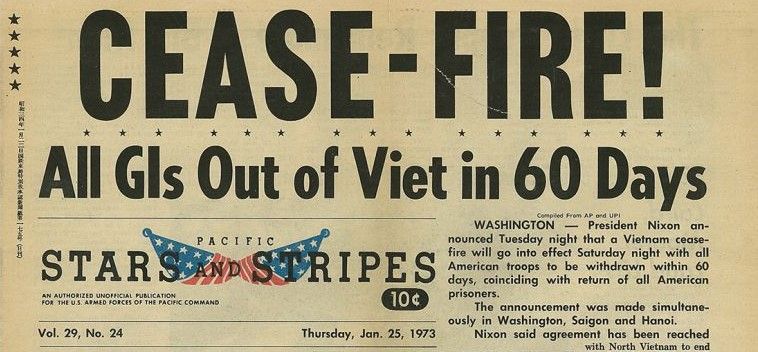 CEASE-FIRE!
All GIs Out of Viet in 60 Days
PACIFIC
STARS AND STRIPES
AN AUTHORIZED UNOFFICIAL PUBLICATION
FOR THE U.S. ARMED FORCES OF THE PACIFIC COMMAND
10¢
Vol. 29, No. 24
Thursday, Jan. 25, 1973
Compiled From AP and UPI
WASHINGTON — President Nixon an-
nounced Tuesday night that a Vietnam cease-
fire will go into effect Saturday night with all
American troops to be withdrawn within 60
days, coinciding with return of all American
prisoners.
The announcement was made simultane-
ously in Washington, Saigon and Hanoi.
Nixon said agreement has been reached
with North Vietnam to end